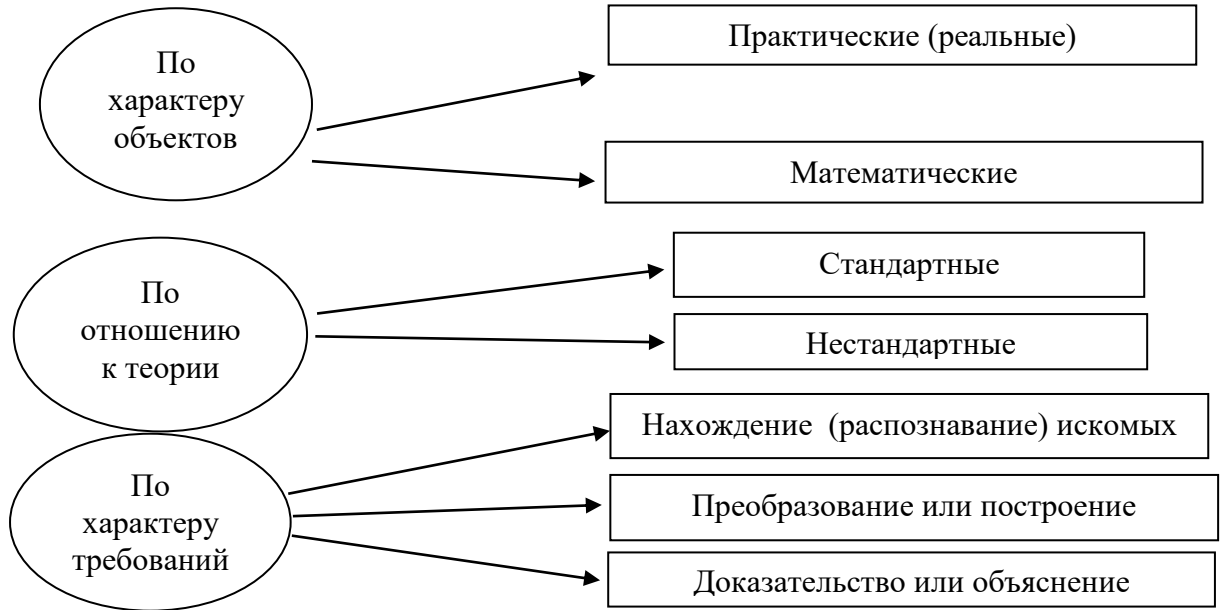 По
характеру
объектов
Практические (реальные)
Математические
По
отношению
к теории
Стандартные
Нестандартные
По
характеру
требований
Нахождение  (распознавание) искомых
Преобразование или построение
Доказательство или объяснение